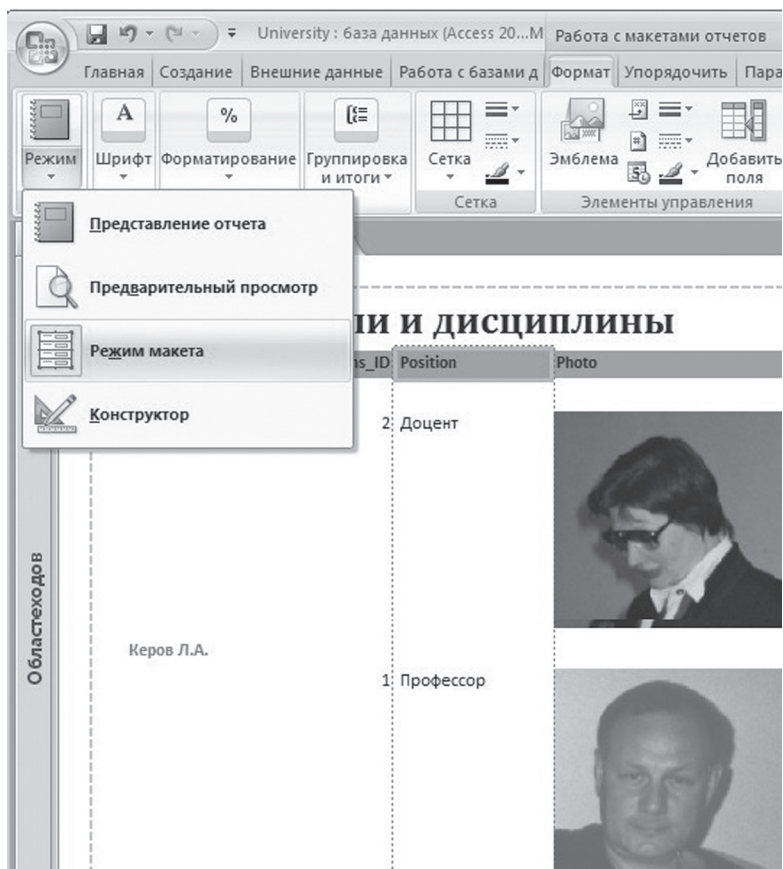 University : база данных (Access 20...M
Работа с макетами отчетов
Главная Создание Внешние данные Работа с базами д Формат Упорядочить Пара
Режим
Шрифт
Форматирование
Группировка
и итоги
Сетка
Эмблема
Добавить
поля
Сетка
Элементы управления
Представление отчета
Предварительный просмотр
Режим макета
Конструктор
ли и дисциплины
ns_ID Position Photo
2 Доцент
Керов Л.А.
1 Профессор
Областеходов